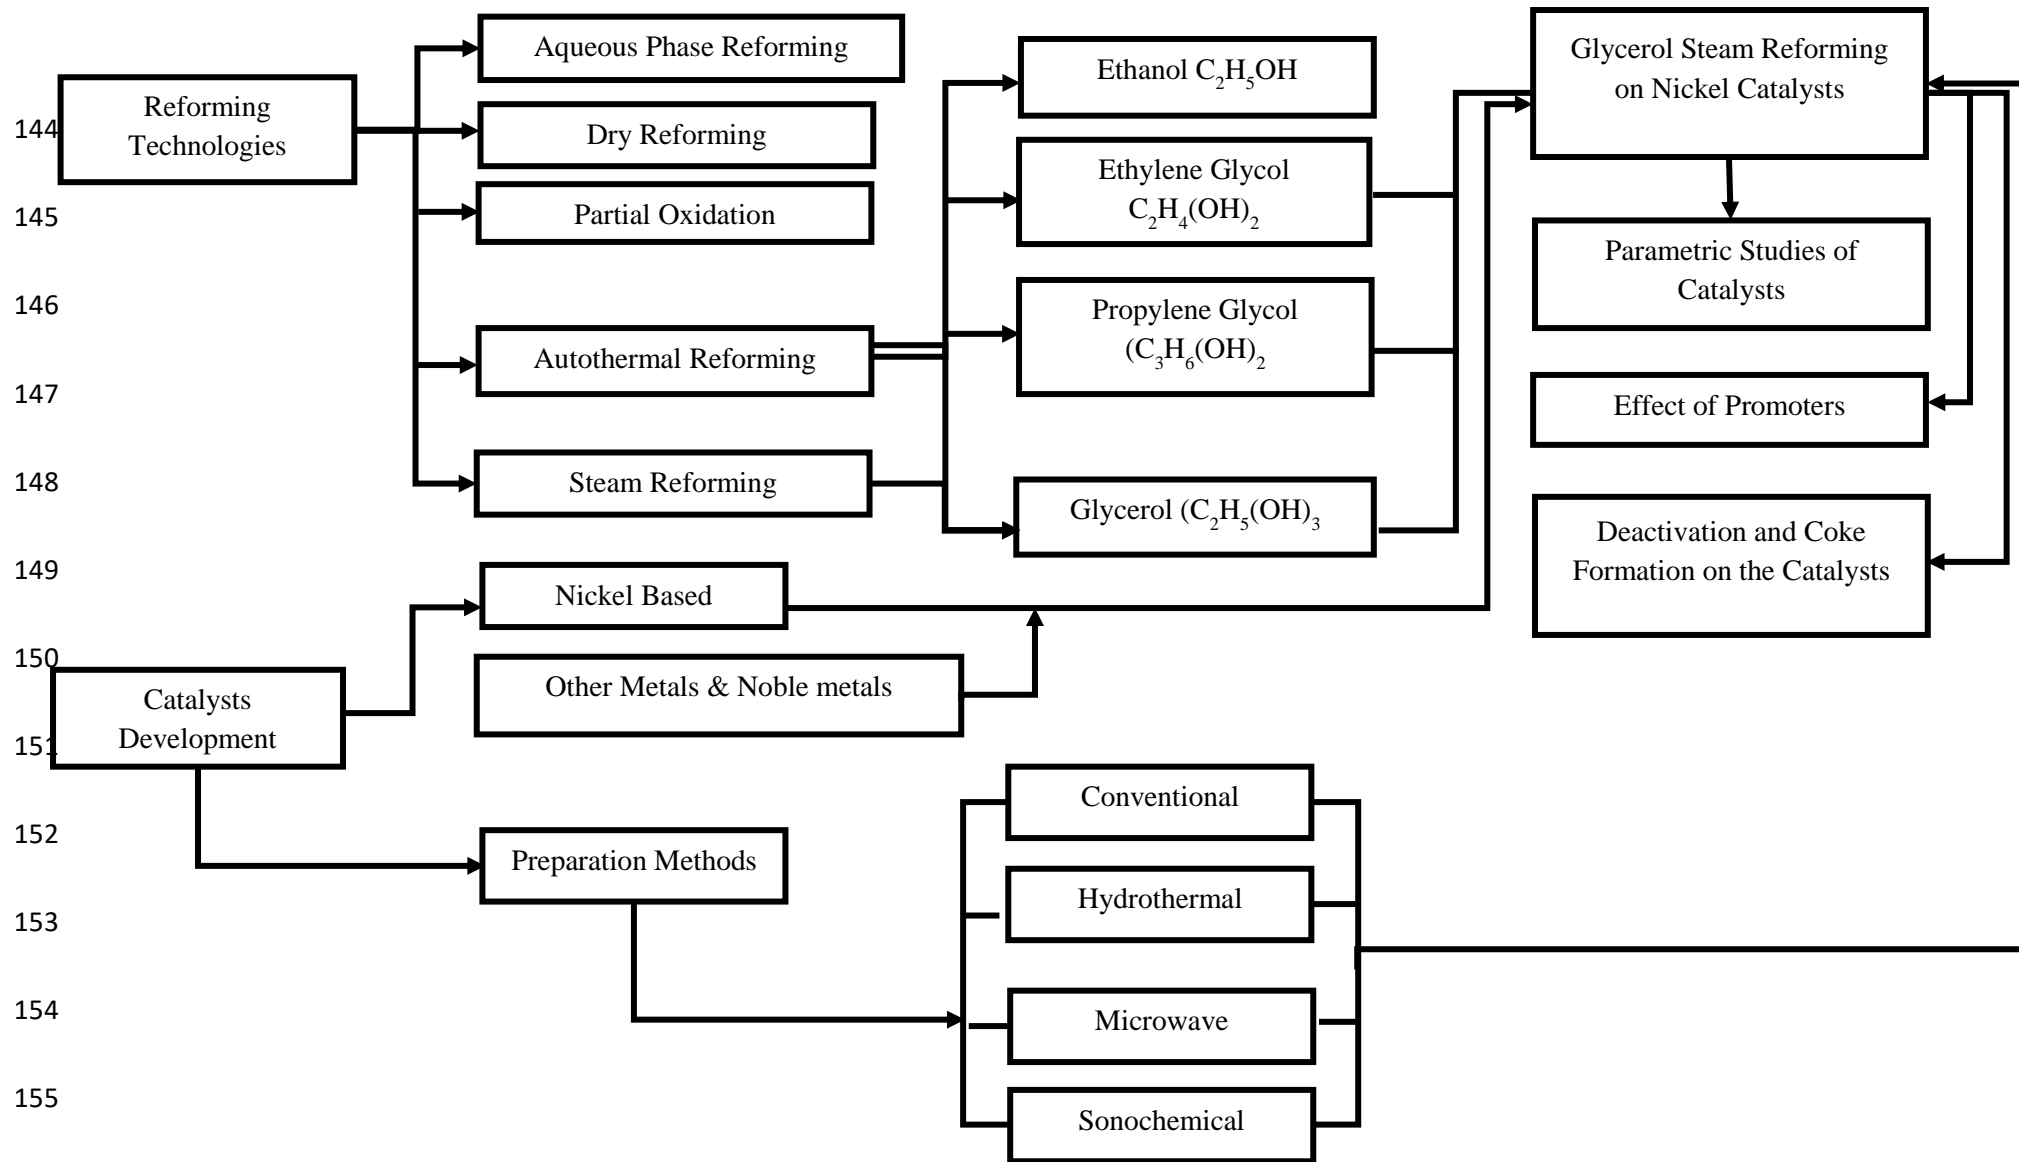 Reforming
Technologies
Aqueous Phase Reforming
Dry Reforming
Partial Oxidation
Autothermal Reforming
Steam Reforming
Ethanol C₂H₅OH
Ethylene Glycol
C₂H₄(OH)₂
Propylene Glycol
(C₃H₆(OH)₂
Glycerol (C₂H₅(OH)₃
Glycerol Steam Reforming
on Nickel Catalysts
Parametric Studies of
Catalysts
Effect of Promoters
Deactivation and Coke
Formation on the Catalysts
Catalysts
Development
Nickel Based
Other Metals & Noble metals
Preparation Methods
Conventional
Hydrothermal
Microwave
Sonochemical
144
145
146
147
148
149
150
151
152
153
154
155